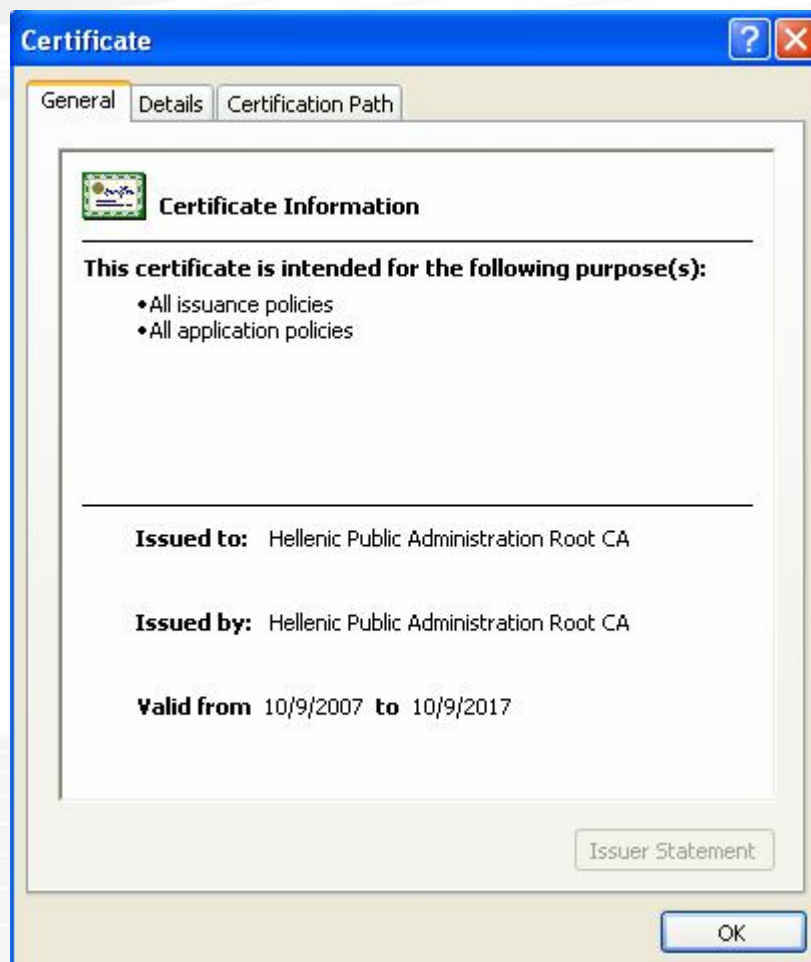 Certificate
General Details Certification Path
Certificate Information
This certificate is intended for the following purpose(s):
•All issuance policies
•All application policies
Issued to: Hellenic Public Administration Root CA
Issued by: Hellenic Public Administration Root CA
Valid from 10/9/2007 to 10/9/2017
Issuer Statement
OK